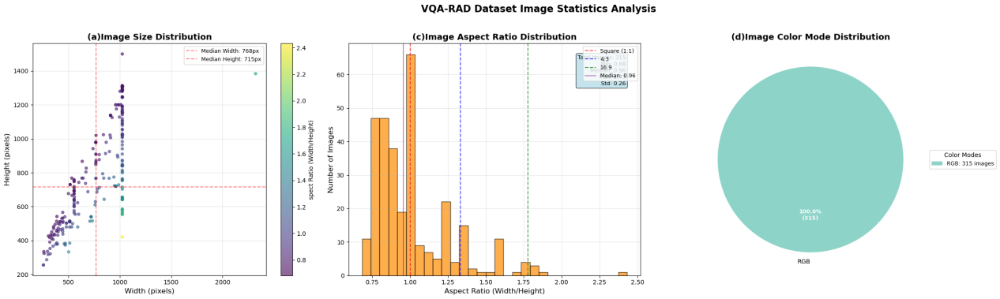 VQA-RAD Dataset Image Statistics Analysis
(a)Image Size Distribution
Median Width: 768px
Median Height: 715px
Height (pixels)
1400
1200
1000
800
600
400
200
500
1000
1500
2000
Width (pixels)
2.4
2.2
2.0
1.8
1.6
1.4
1.2
1.0
0.8
spect Ratio (Width/Height)
(c)Image Aspect Ratio Distribution
Square (1:1)
4:3
16:9
Median: 0.96
Std: 0.26
Number of Images
60
50
40
30
20
10
0
0.75
1.00
1.25
1.50
1.75
2.00
2.25
2.50
Aspect Ratio (Width/Height)
(d)Image Color Mode Distribution
100.0%
(315)
RGB
Color Modes
RGB: 315 images